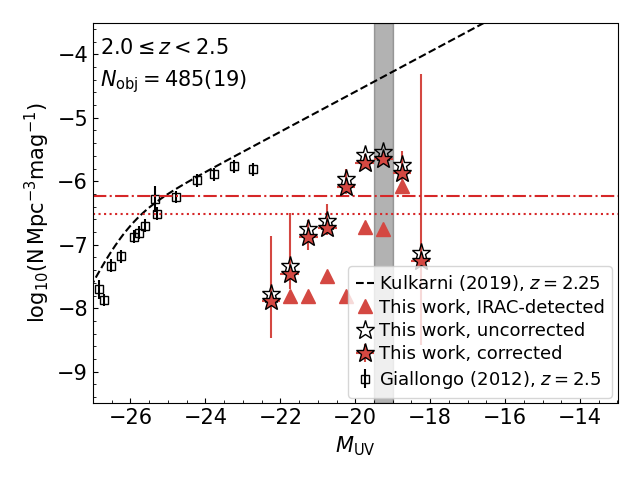 2.0 ≤ z < 2.5
N_obj = 485(19)
−4
−5
−6
−7
−8
−9
log₁₀(N Mpc⁻³mag⁻¹)
Kulkarni (2019), z = 2.25
This work, IRAC-detected
This work, uncorrected
This work, corrected
Giallongo (2012), z = 2.5
−26 −24 −22 −20 −18 −16 −14
M_UV